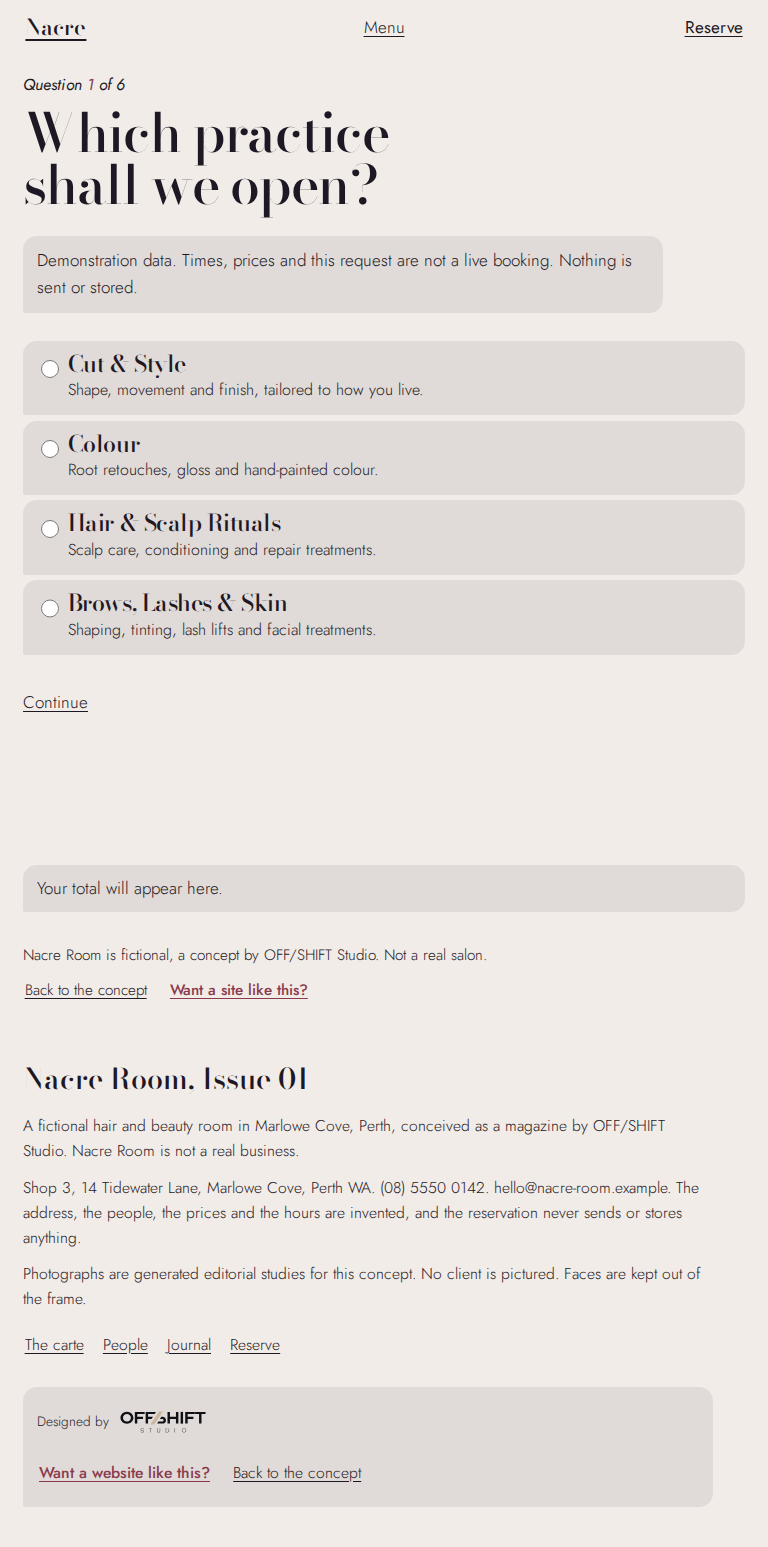 Nacre
Menu
Reserve
Question 1 of 6
Which practice
shall we open?
Demonstration data. Times, prices and this request are not a live booking. Nothing is
sent or stored.
Cut & Style
Shape, movement and finish, tailored to how you live.
Colour
Root retouches, gloss and hand-painted colour.
Hair & Scalp Rituals
Scalp care, conditioning and repair treatments.
Brows, Lashes & Skin
Shaping, tinting, lash lifts and facial treatments.
Continue
Your total will appear here.
Nacre Room is fictional, a concept by OFF/SHIFT Studio. Not a real salon.
Back to the concept Want a site like this?
Nacre Room. Issue 01
A fictional hair and beauty room in Marlowe Cove, Perth, conceived as a magazine by OFF/SHIFT
Studio. Nacre Room is not a real business.
Shop 3, 14 Tidewater Lane, Marlowe Cove, Perth WA. (08) 5550 0142. hello@nacre-room.example. The
address, the people, the prices and the hours are invented, and the reservation never sends or stores
anything.
Photographs are generated editorial studies for this concept. No client is pictured. Faces are kept out of
the frame.
The carte People Journal Reserve
Designed by OFF/SHIFT
STUDIO
Want a website like this? Back to the concept